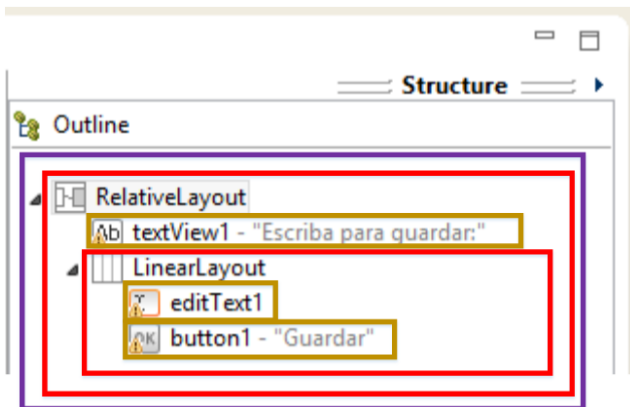 Structure
Outline
RelativeLayout
Ab textView1 - "Escriba para guardar:"
LinearLayout
I editText1
OK button1 - "Guardar"